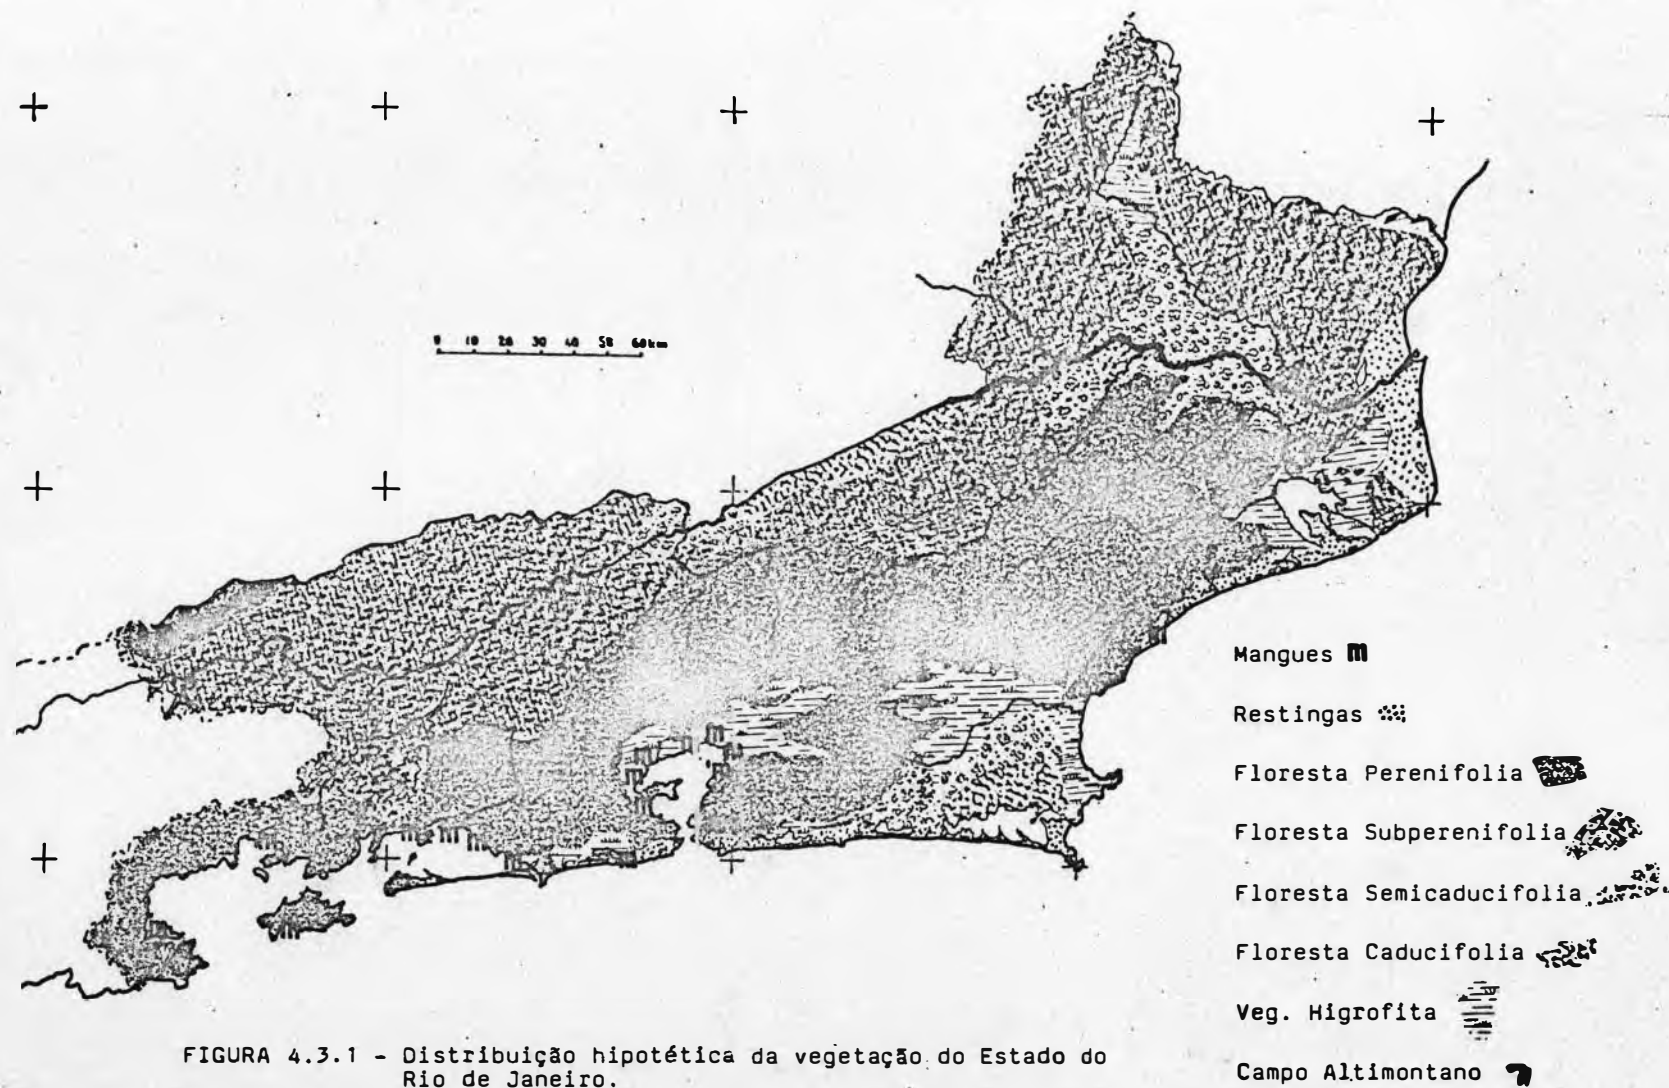 0 10 20 30 40 50 60km
Mangues m
Restingas
Floresta Perenifolia
Floresta Subperenifolia
Floresta Semicaducifolia
Floresta Caducifolia
Veg. Higrofita
Campo Altimontano
FIGURA 4.3.1 - Distribuição hipotética da vegetação do Estado do
Rio de Janeiro.